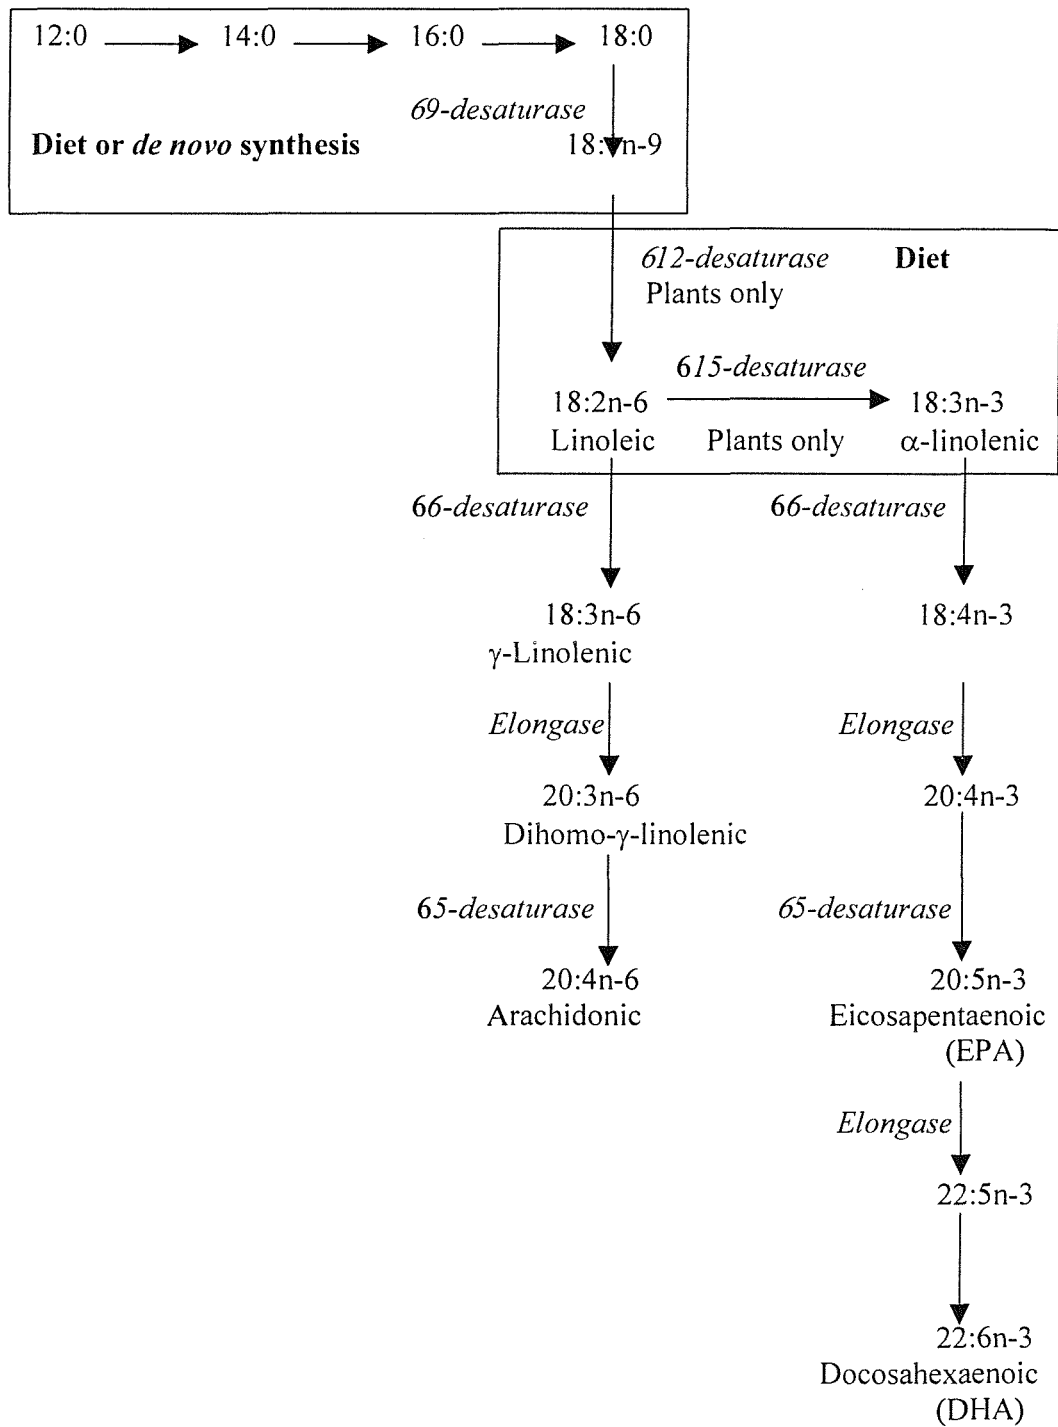 12:0 14:0 16:0 18:0
69-desaturase
Diet or de novo synthesis 18: n-9
612-desaturase Diet
Plants only
615-desaturase
18:2n-6 18:3n-3
Linoleic Plants only α-linolenic
66-desaturase 66-desaturase
18:3n-6 18:4n-3
γ-Linolenic
Elongase Elongase
20:3n-6 20:4n-3
Dihomo-γ-linolenic
65-desaturase 65-desaturase
20:4n-6 20:5n-3
Arachidonic Eicosapentaenoic
(EPA)
Elongase
22:5n-3
22:6n-3
Docosahexaenoic
(DHA)